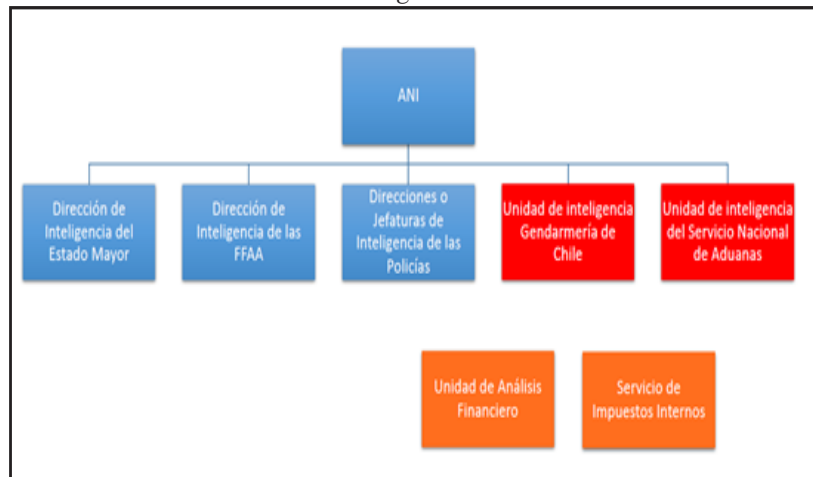 ANI
Dirección de
Inteligencia del
Estado Mayor
Dirección de
Inteligencia de las
FFAA
Direcciones o
Jefaturas de
Inteligencia de las
Policías
Unidad de inteligencia
Gendarmería de
Chile
Unidad de inteligencia
del Servicio Nacional
de Aduanas
Unidad de Análisis
Financiero
Servicio de
Impuestos Internos